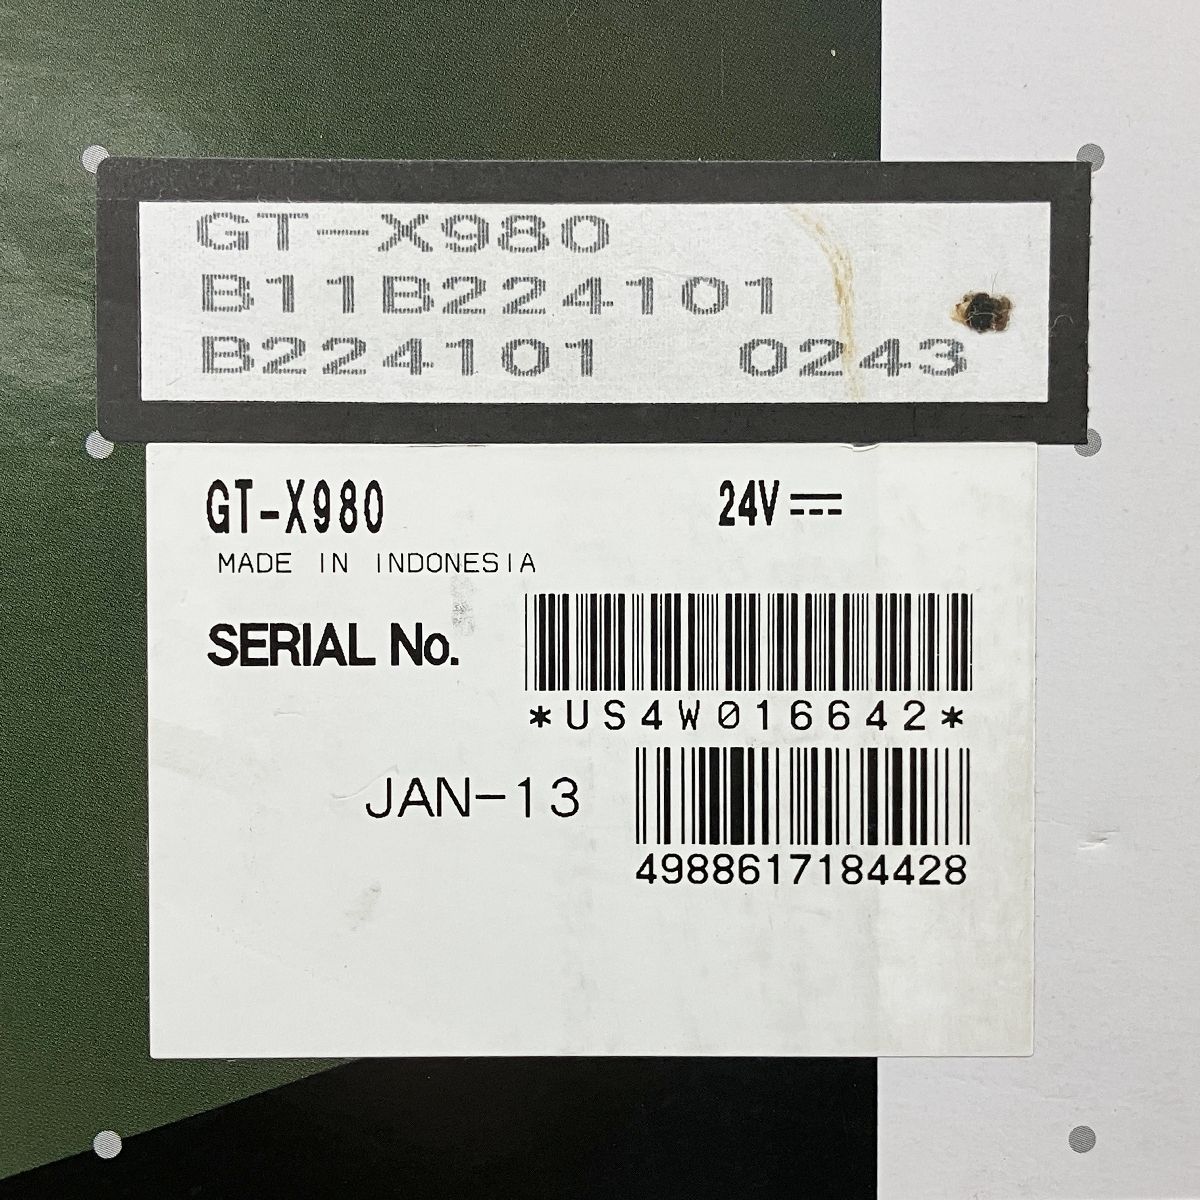 GT-X980
B11B224101
B224101 0243
GT-X980 24V
MADE IN INDONESIA
SERIAL No.
*US4W016642*
JAN-13
4988617184428